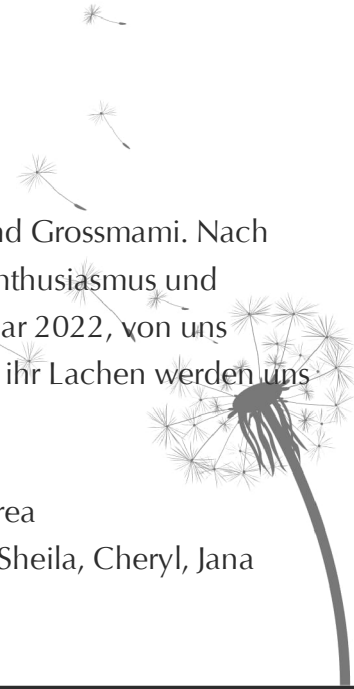 nd Grossmami. Nach
nthusiasmus und
ar 2022, von uns
ihr Lachen werden uns
rea
Sheila, Cheryl, Jana